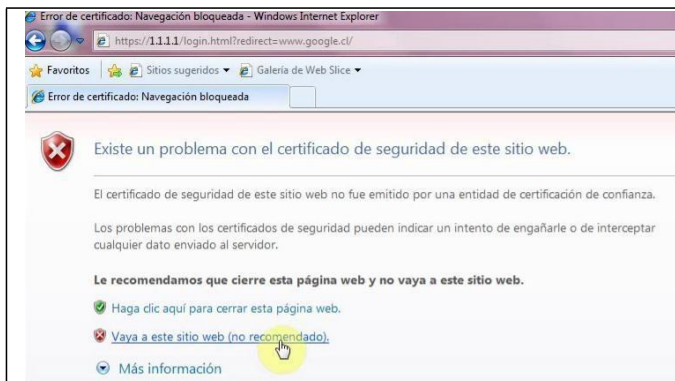 Error de certificado: Navegación bloqueada - Windows Internet Explorer
https://1.1.1.1/login.html?redirect=www.google.cl/
Favoritos Sitios sugeridos Galería de Web Slice
Error de certificado: Navegación bloqueada
Existe un problema con el certificado de seguridad de este sitio web.
El certificado de seguridad de este sitio web no fue emitido por una entidad de certificación de confianza.
Los problemas con los certificados de seguridad pueden indicar un intento de engañarle o de interceptar
cualquier dato enviado al servidor.
Le recomendamos que cierre esta página web y no vaya a este sitio web.
Haga clic aquí para cerrar esta página web.
Vaya a este sitio web (no recomendado).
Más información